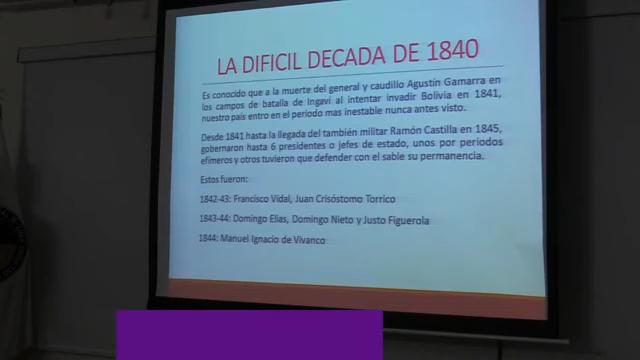 LA DIFICIL DECADA DE 1840
Es conocido que a la muerte del general y caudillo Agustín Gamarra en
los campos de batalla de Ingavi al intentar invadir Bolivia en 1841,
nuestro país entro en el periodo mas inestable nunca antes visto.
Desde 1841 hasta la llegada del también militar Ramón Castilla en 1845,
gobernaron hasta 6 presidentes o jefes de estado, unos por periodos
efímeros y otros tuvieron que defender con el sable su permanencia.
Estos fueron:
1842-43: Francisco Vidal, Juan Crisóstomo Torrico
1843-44: Domingo Elías, Domingo Nieto y Justo Figuerola
1844: Manuel Ignacio de Vivanco